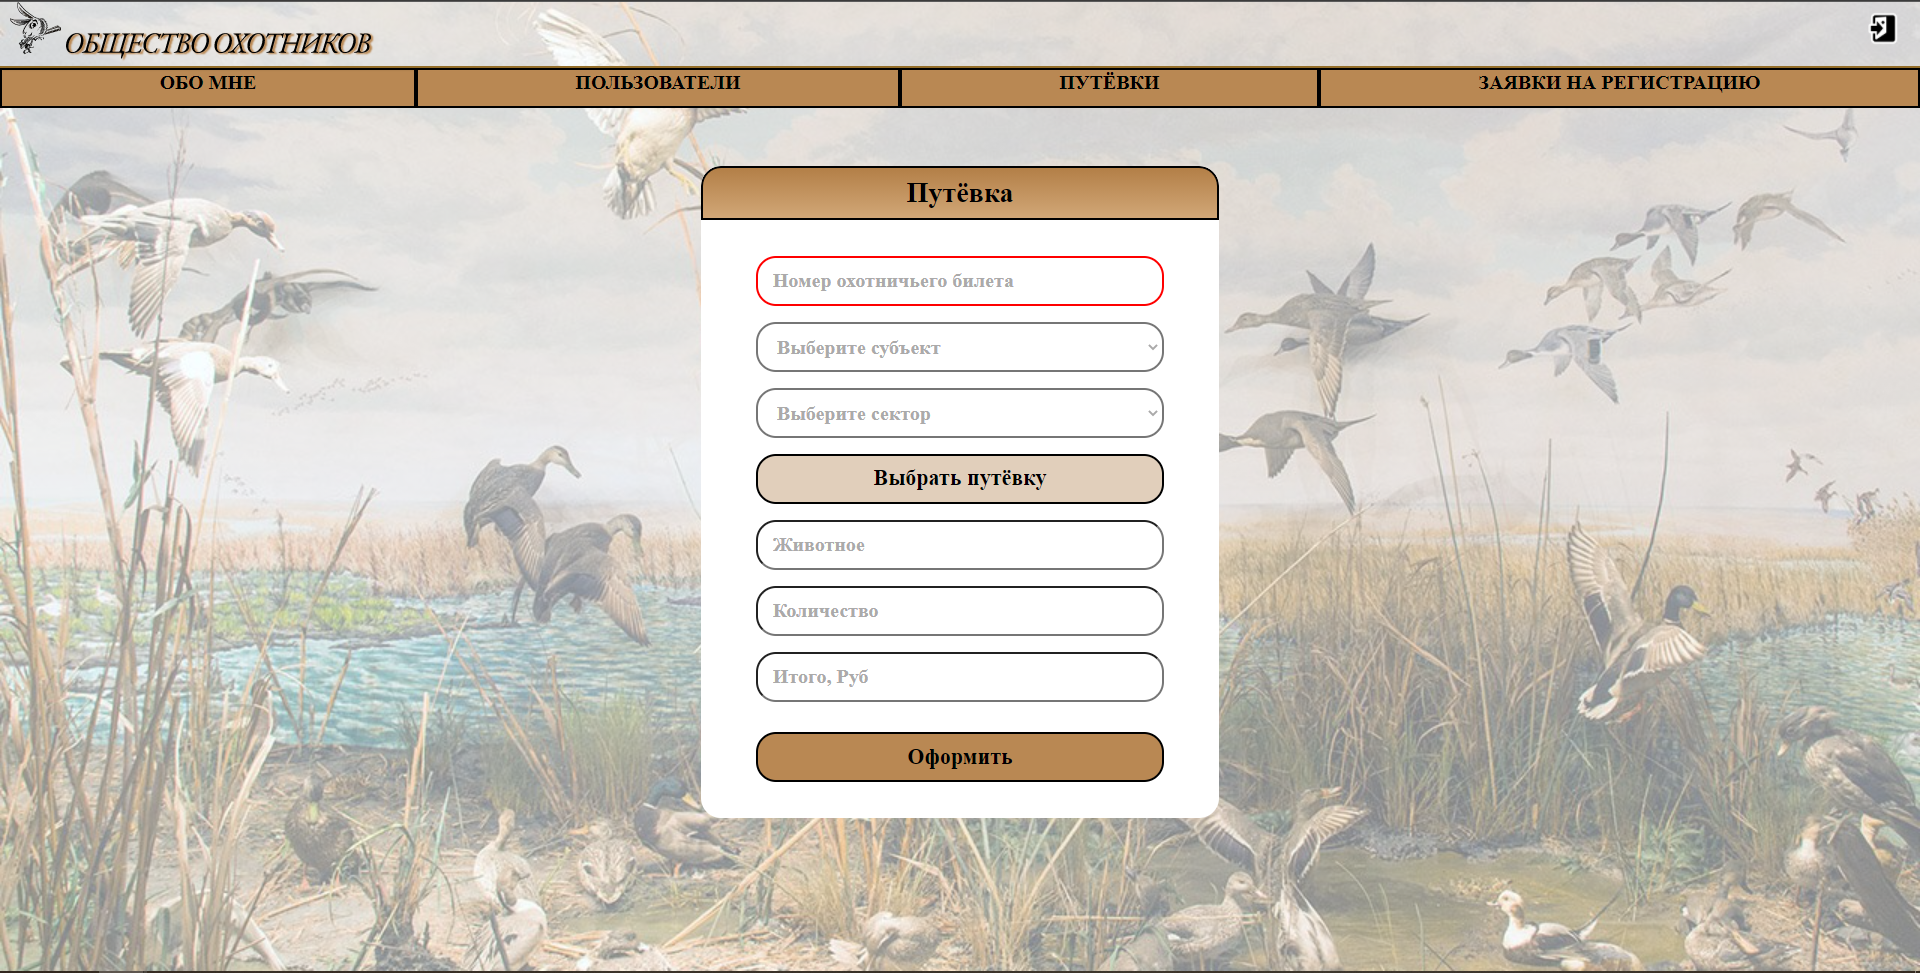 ОБЩЕСТВО ОХОТНИКОВ
ОБО МНЕ
ПОЛЬЗОВАТЕЛИ
ПУТЁВКИ
ЗАЯВКИ НА РЕГИСТРАЦИЮ
Путёвка
Номер охотничьего билета
Выберите субъект
Выберите сектор
Выбрать путёвку
Животное
Количество
Итого, Руб
Оформить